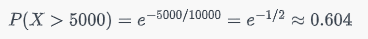 P(X > 5000) = e^{-5000/10000} = e^{-1/2} ≈ 0.604